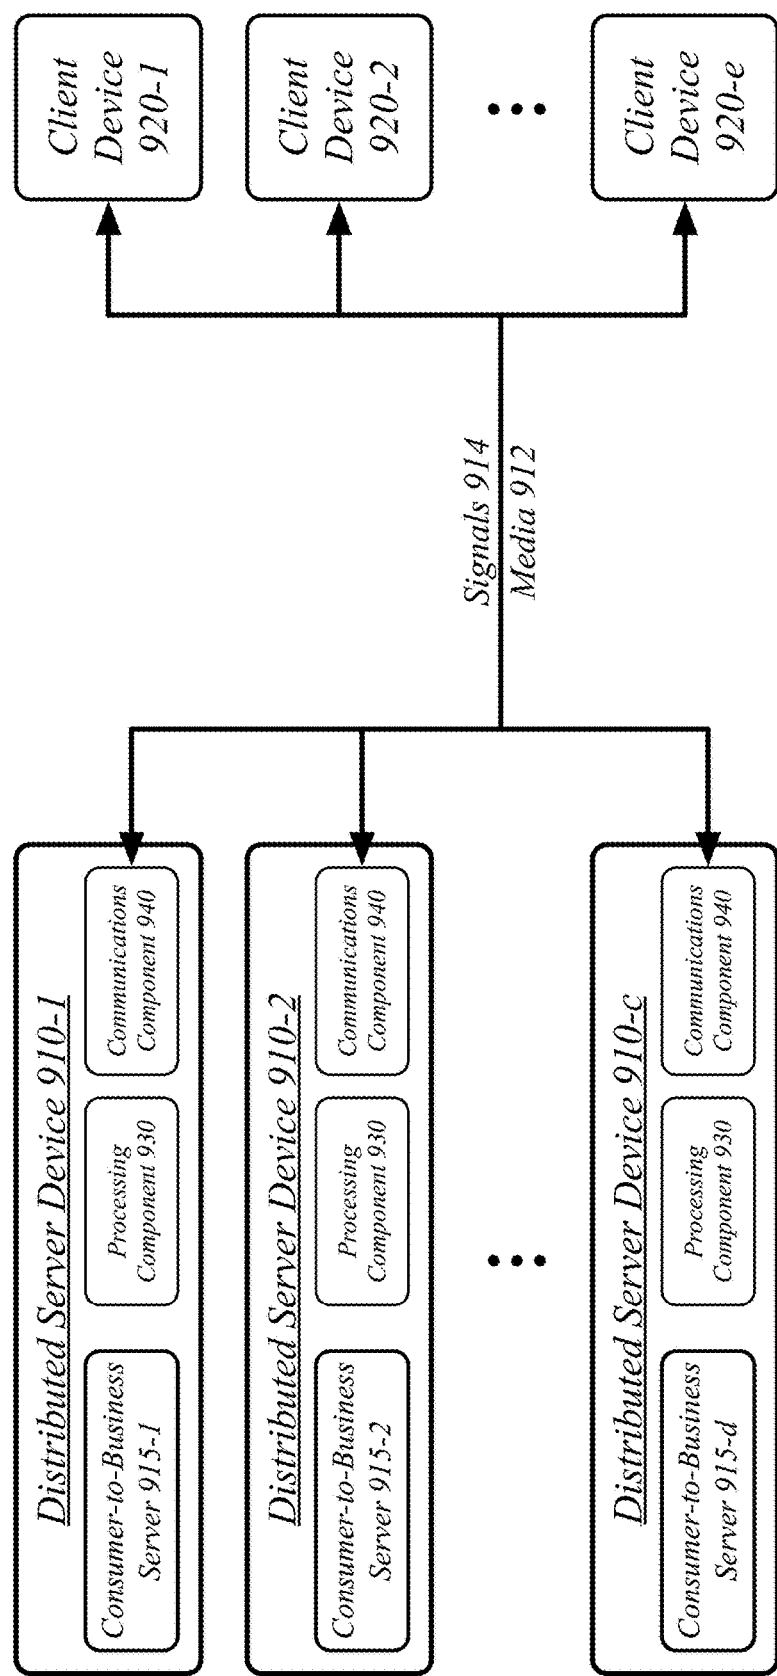 Distributed Server Device 910-1
Consumer-to-Business
Server 915-1
Processing
Component 930
Communications
Component 940
Distributed Server Device 910-2
Consumer-to-Business
Server 915-2
Processing
Component 930
Communications
Component 940
Distributed Server Device 910-c
Consumer-to-Business
Server 915-d
Processing
Component 930
Communications
Component 940
Signals 914
Media 912
Client
Device
920-1
Client
Device
920-2
Client
Device
920-e